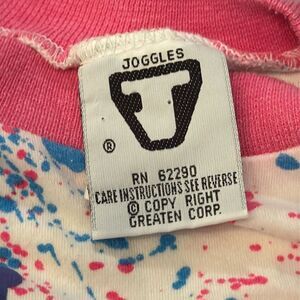 JOGGLES
®
RN 62290
CARE INSTRUCTIONS SEE REVERSE
© COPY RIGHT
GREATEN CORP.